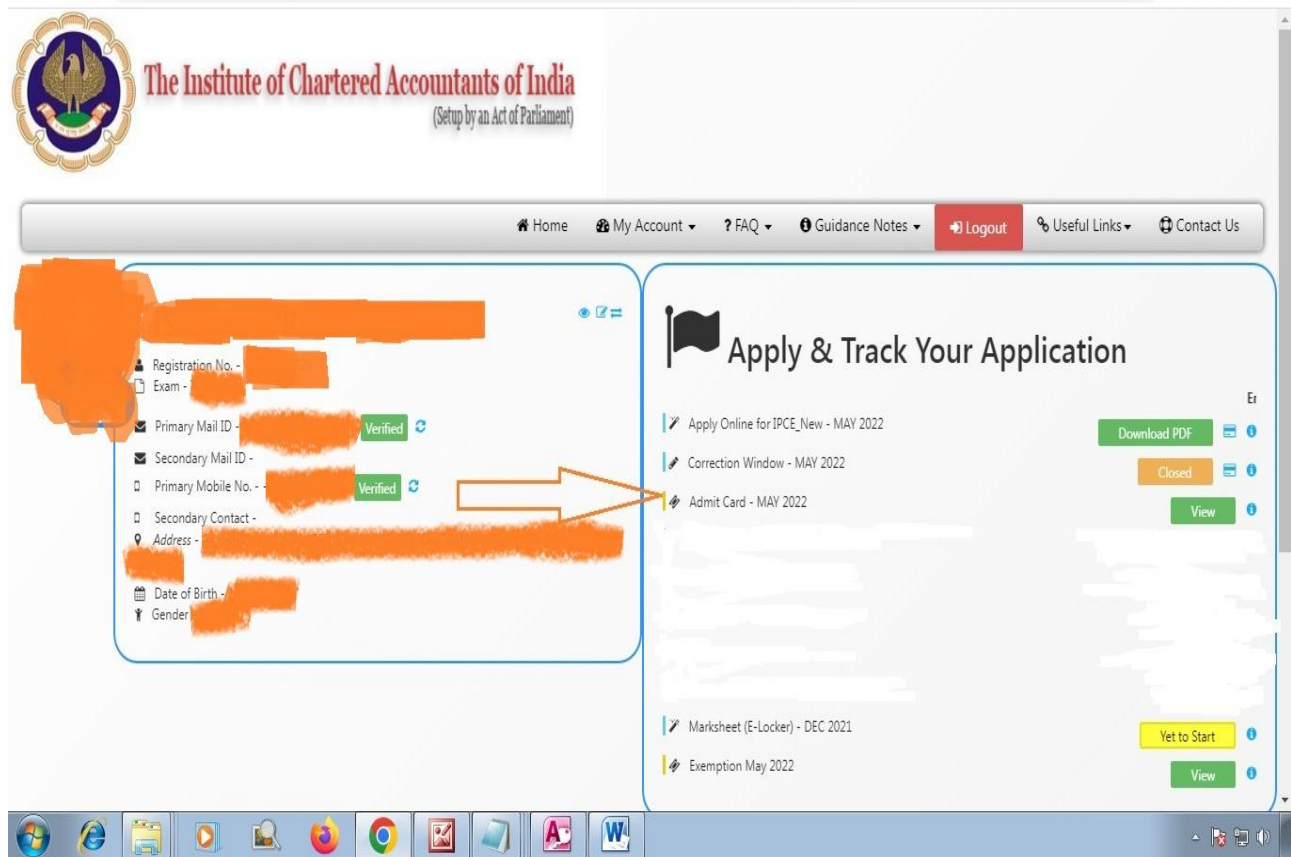 The Institute of Chartered Accountants of India
(Setup by an Act of Parliament)
Home My Account ? FAQ Guidance Notes Logout Useful Links Contact Us
Registration No. -
Exam -
Primary Mail ID - Verified
Secondary Mail ID -
Primary Mobile No. - - Verified
Secondary Contact -
Address -
Date of Birth -
Gender
Apply & Track Your Application
Er
Apply Online for IPCE_New - MAY 2022 Download PDF
Correction Window - MAY 2022 Closed
Admit Card - MAY 2022 View
Marksheet (E-Locker) - DEC 2021 Yet to Start
Exemption May 2022 View